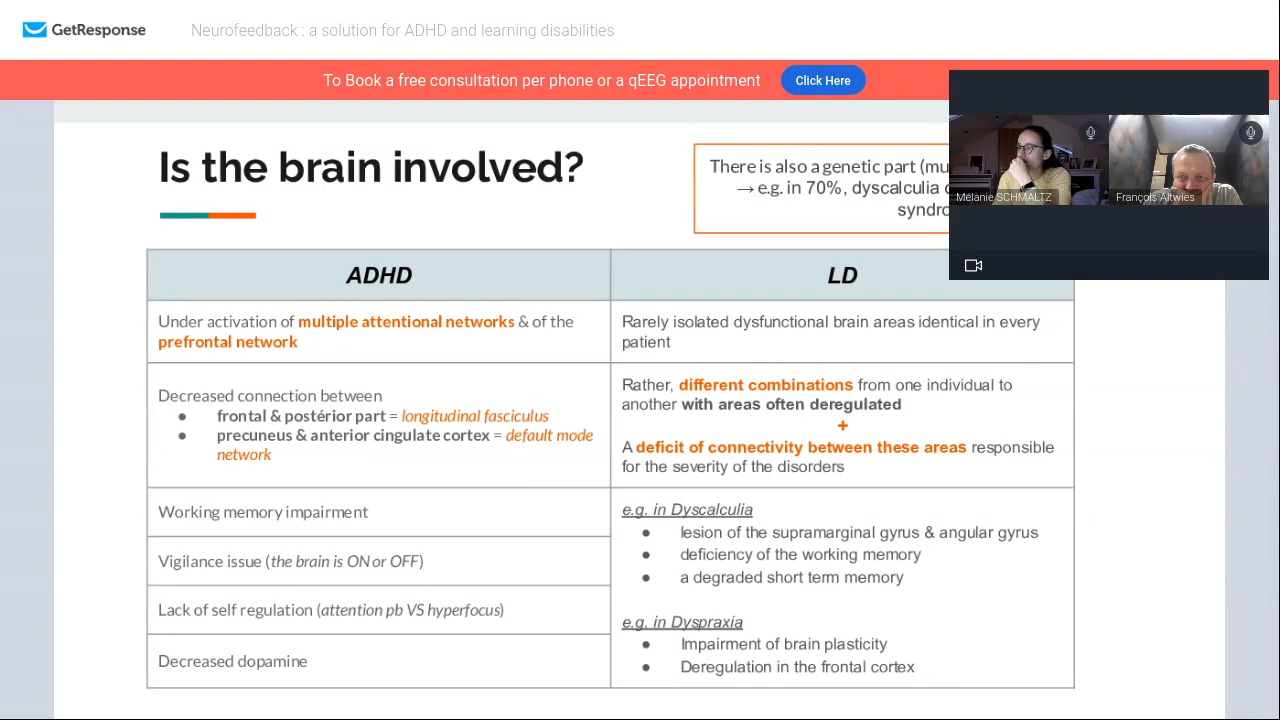 GetResponse
Neurofeedback : a solution for ADHD and learning disabilities
To Book a free consultation per phone or a qEEG appointment
Click Here
Is the brain involved?
There is also a genetic part
→ e.g. in 70%, dyscalculia
Mélanie SCHMALTZ
François Altwies
ADHD
LD
Under activation of multiple attentional networks & of the
prefrontal network
Rarely isolated dysfunctional brain areas identical in every
patient
Decreased connection between
● frontal & postérior part = longitudinal fasciculus
● precuneus & anterior cingulate cortex = default mode
network
Rather, different combinations from one individual to
another with areas often deregulated
+
A deficit of connectivity between these areas responsible
for the severity of the disorders
Working memory impairment
Vigilance issue (the brain is ON or OFF)
Lack of self regulation (attention pb VS hyperfocus)
Decreased dopamine
e.g. in Dyscalculia
● lesion of the supramarginal gyrus & angular gyrus
● deficiency of the working memory
● a degraded short term memory
e.g. in Dyspraxia
● Impairment of brain plasticity
● Deregulation in the frontal cortex